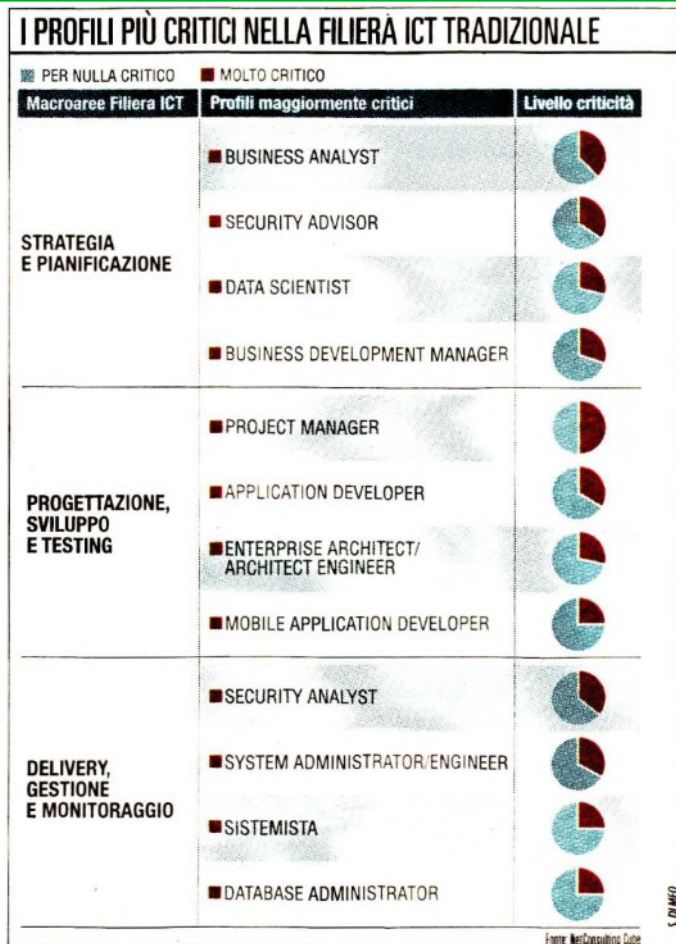 I PROFILI PIÙ CRITICI NELLA FILIERA ICT TRADIZIONALE
PER NULLA CRITICO MOLTO CRITICO
Macroaree Filiera ICT Profili maggiormente critici Livello criticità
STRATEGIA
E PIANIFICAZIONE
BUSINESS ANALYST
SECURITY ADVISOR
DATA SCIENTIST
BUSINESS DEVELOPMENT MANAGER
PROGETTAZIONE,
SVILUPPO
E TESTING
PROJECT MANAGER
APPLICATION DEVELOPER
ENTERPRISE ARCHITECT/
ARCHITECT ENGINEER
MOBILE APPLICATION DEVELOPER
DELIVERY,
GESTIONE
E MONITORAGGIO
SECURITY ANALYST
SYSTEM ADMINISTRATOR/ENGINEER
SISTEMISTA
DATABASE ADMINISTRATOR
Fonte: NetConsulting Cube
S. DI MEO